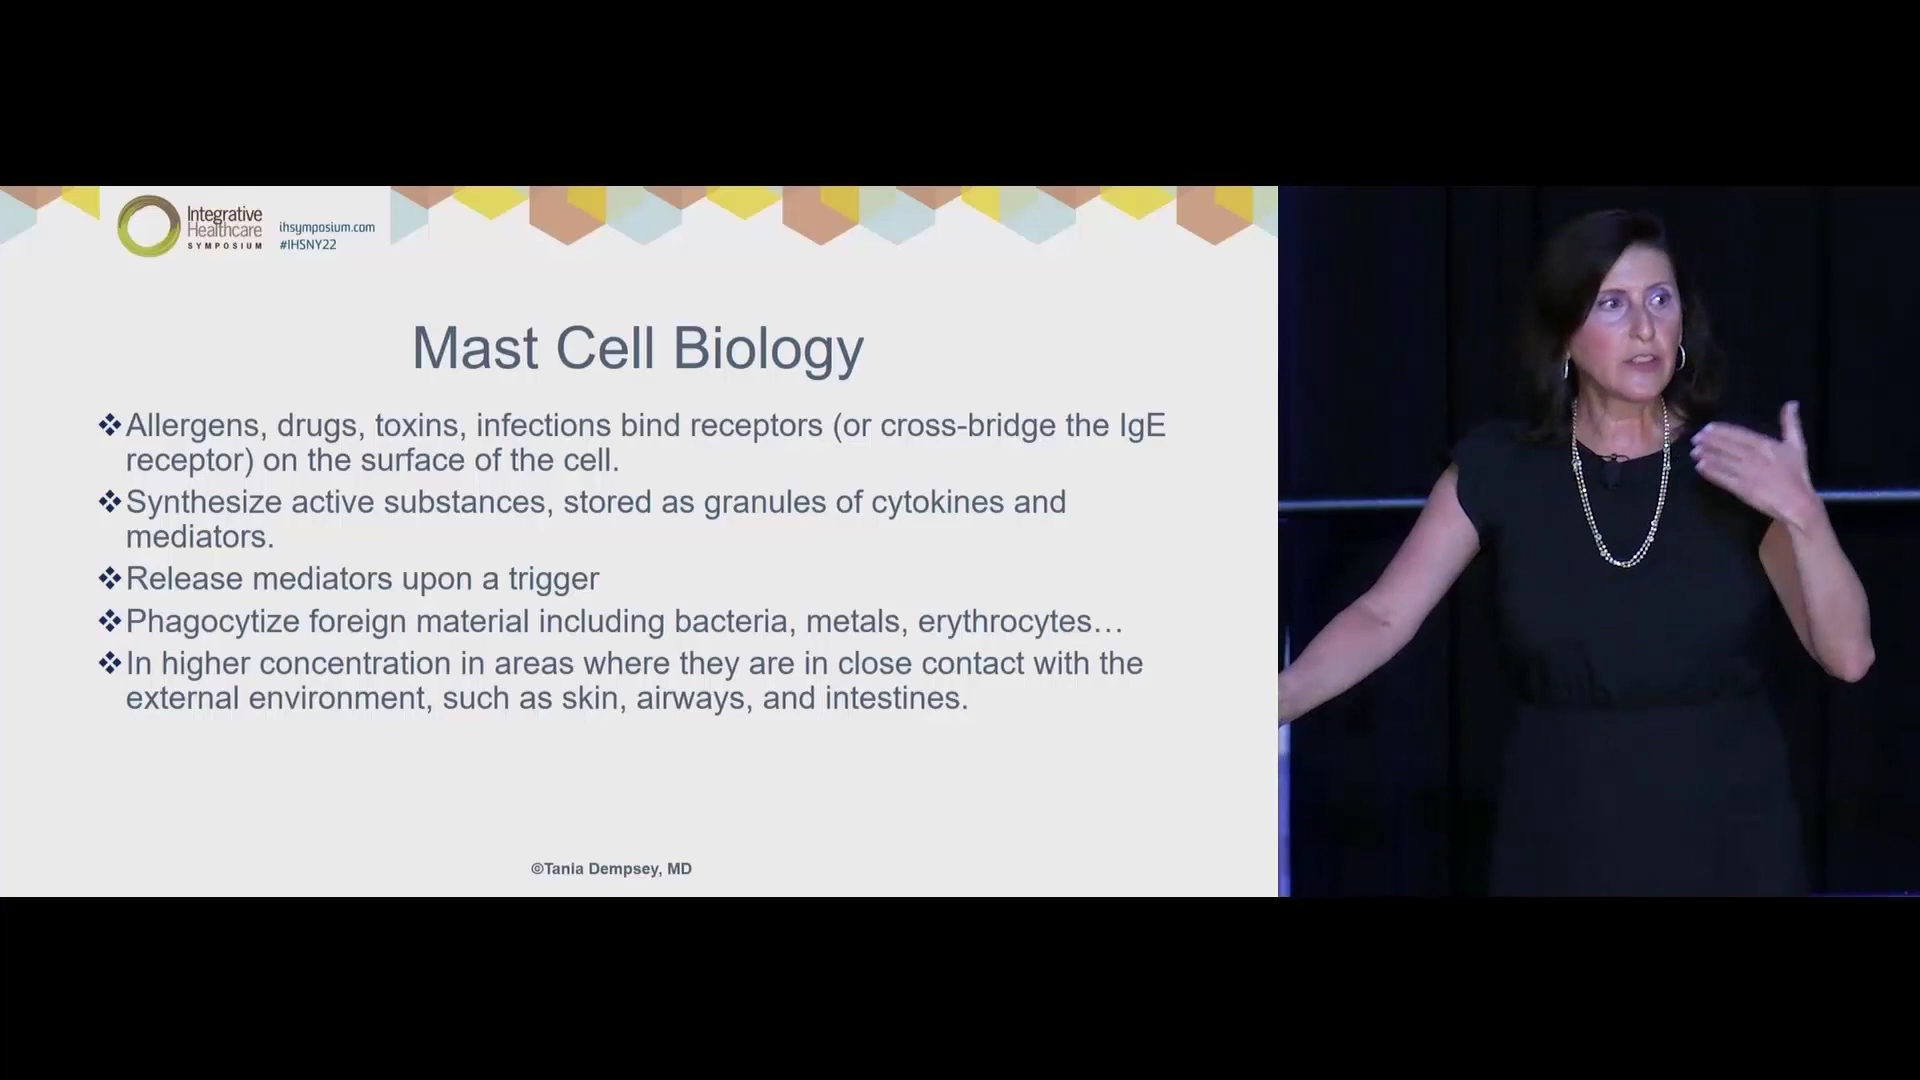 Integrative
Healthcare
SYMPOSIUM
ihsymposium.com
#IHSNY22
Mast Cell Biology
❖Allergens, drugs, toxins, infections bind receptors (or cross-bridge the IgE
receptor) on the surface of the cell.
❖Synthesize active substances, stored as granules of cytokines and
mediators.
❖Release mediators upon a trigger
❖Phagocytize foreign material including bacteria, metals, erythrocytes…
❖In higher concentration in areas where they are in close contact with the
external environment, such as skin, airways, and intestines.
©Tania Dempsey, MD